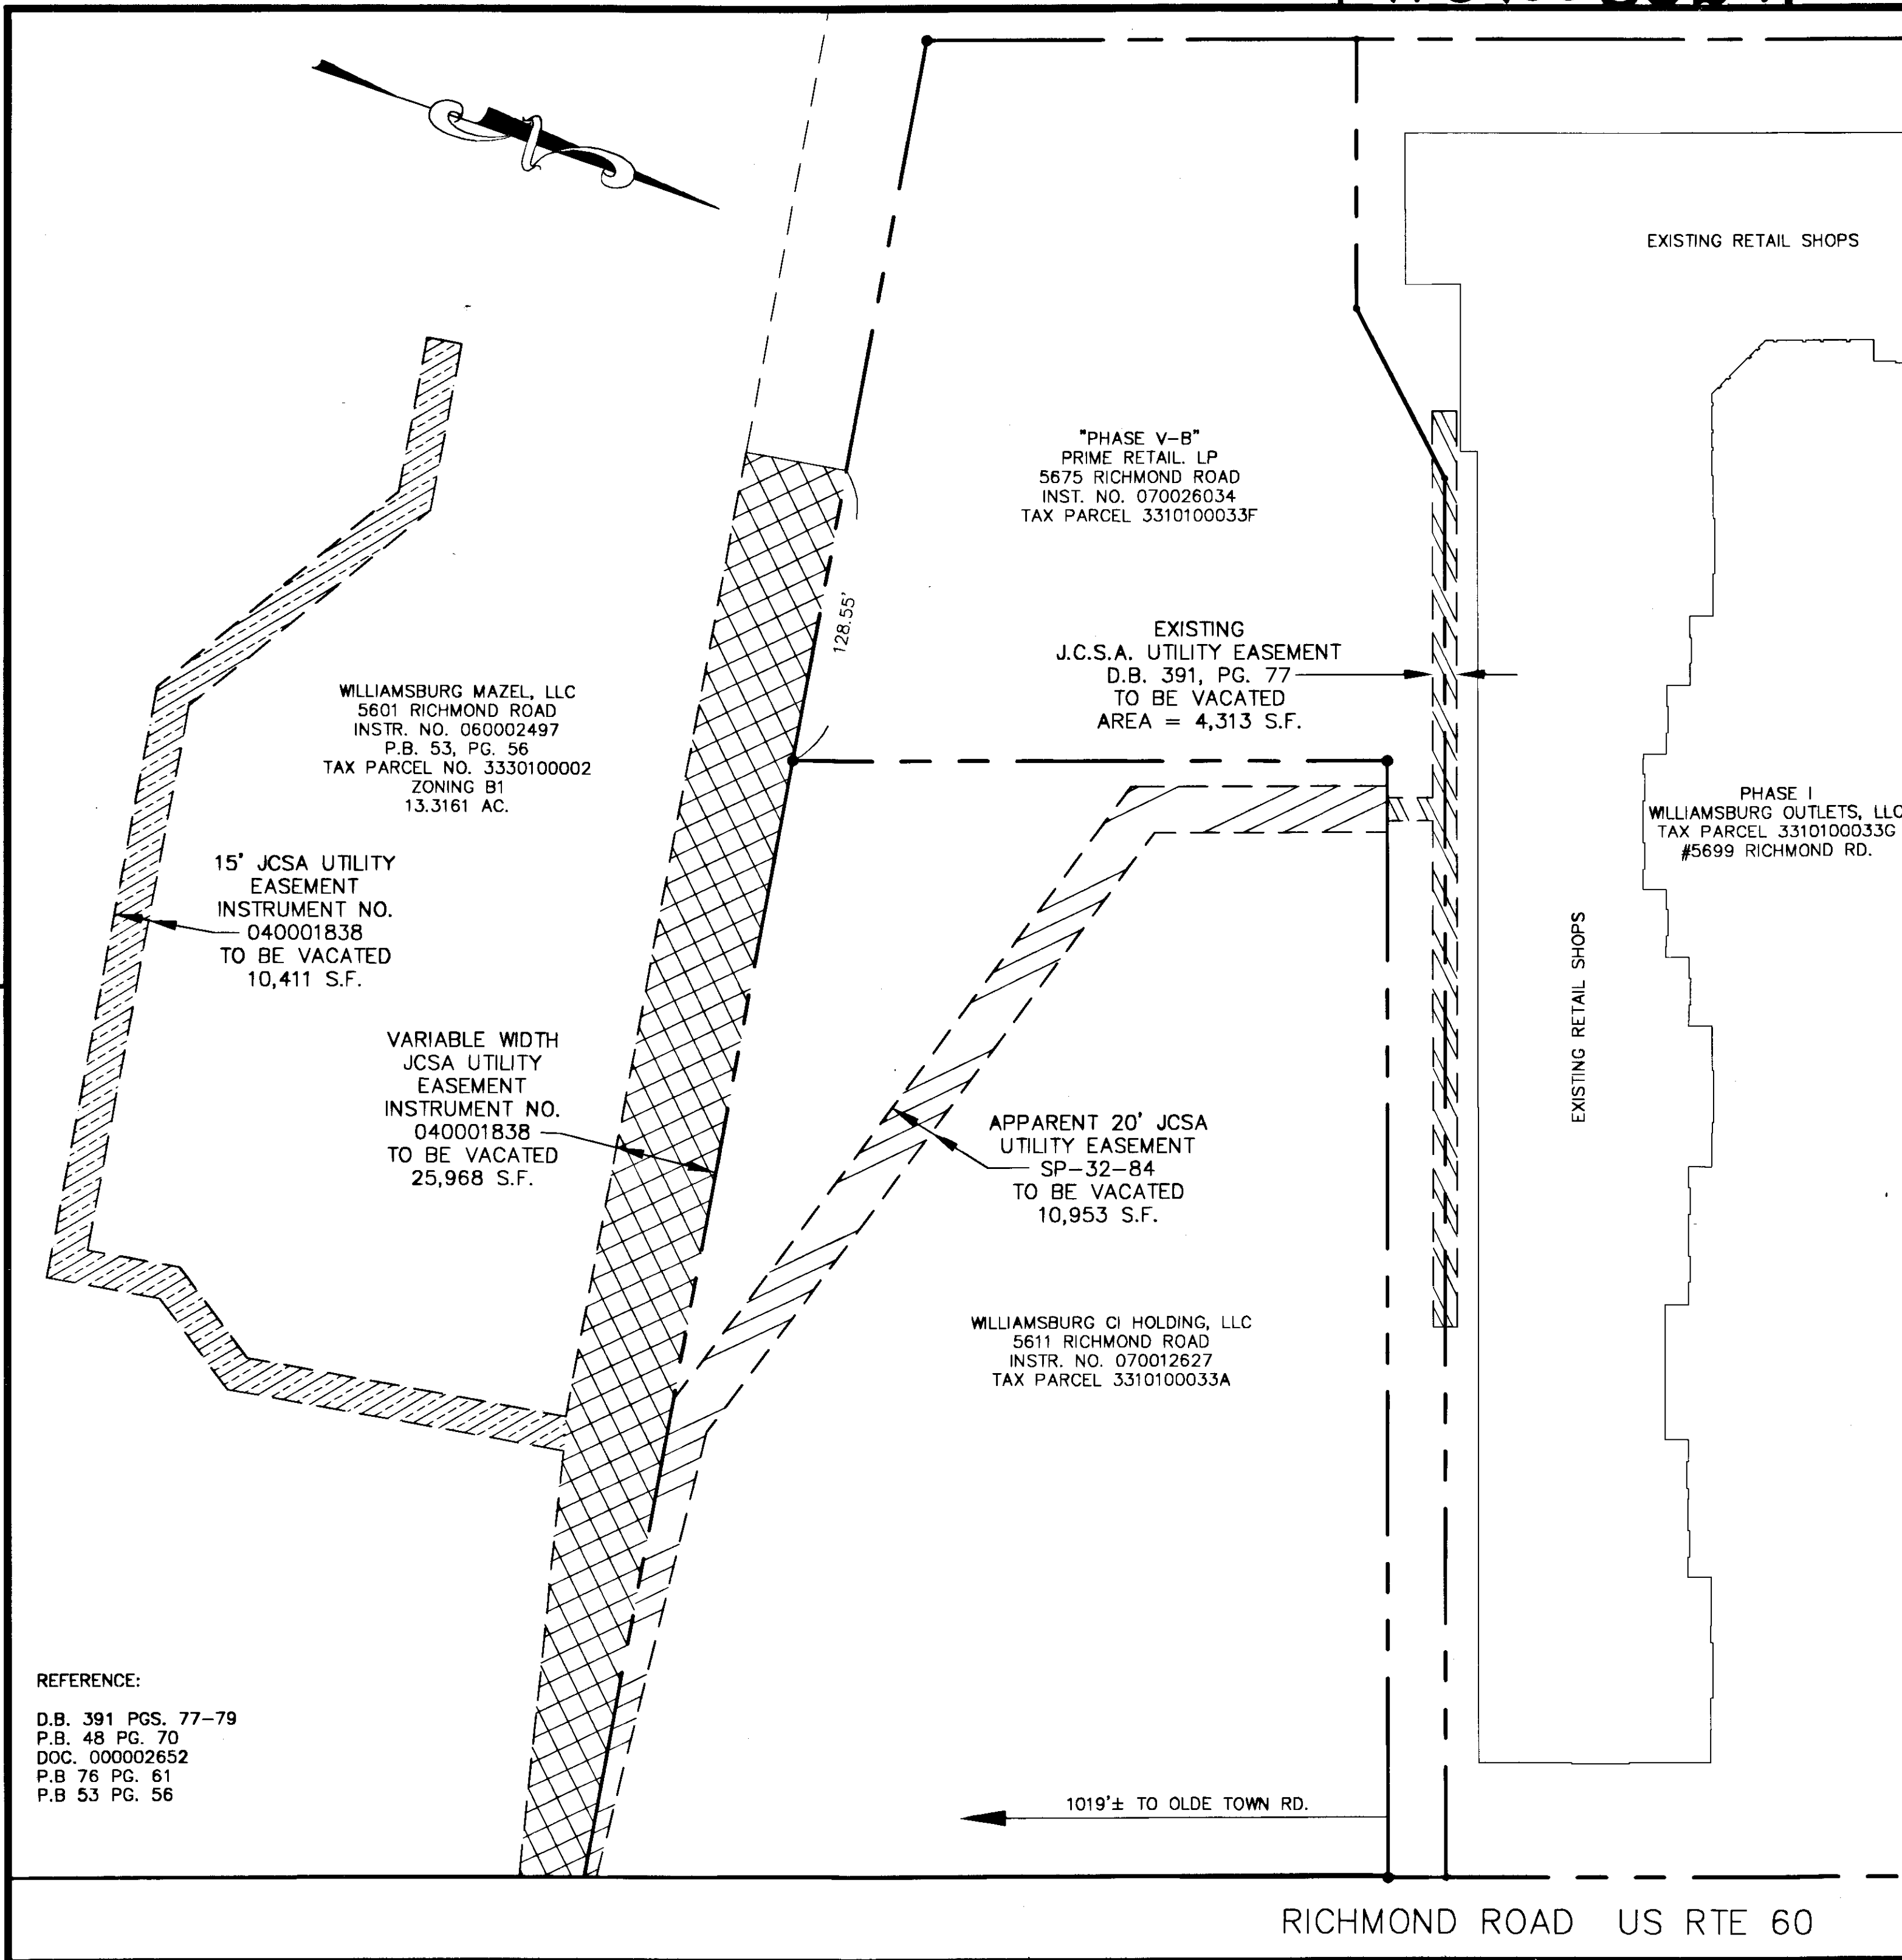 EXISTING RETAIL SHOPS
"PHASE V-B"
PRIME RETAIL. LP
5675 RICHMOND ROAD
INST. NO. 070026034
TAX PARCEL 3310100033F
128.55'
EXISTING
J.C.S.A. UTILITY EASEMENT
D.B. 391, PG. 77
TO BE VACATED
AREA = 4,313 S.F.
WILLIAMSBURG MAZEL, LLC
5601 RICHMOND ROAD
INSTR. NO. 060002497
P.B. 53, PG. 56
TAX PARCEL NO. 3330100002
ZONING B1
13.3161 AC.
PHASE I
WILLIAMSBURG OUTLETS, LLC
TAX PARCEL 3310100033G
#5699 RICHMOND RD.
15' JCSA UTILITY
EASEMENT
INSTRUMENT NO.
040001838
TO BE VACATED
10,411 S.F.
EXISTING RETAIL SHOPS
VARIABLE WIDTH
JCSA UTILITY
EASEMENT
INSTRUMENT NO.
040001838
TO BE VACATED
25,968 S.F.
APPARENT 20' JCSA
UTILITY EASEMENT
SP-32-84
TO BE VACATED
10,953 S.F.
WILLIAMSBURG CI HOLDING, LLC
5611 RICHMOND ROAD
INSTR. NO. 070012627
TAX PARCEL 3310100033A
REFERENCE:
D.B. 391 PGS. 77-79
P.B. 48 PG. 70
DOC. 000002652
P.B 76 PG. 61
P.B 53 PG. 56
1019'± TO OLDE TOWN RD.
RICHMOND ROAD US RTE 60